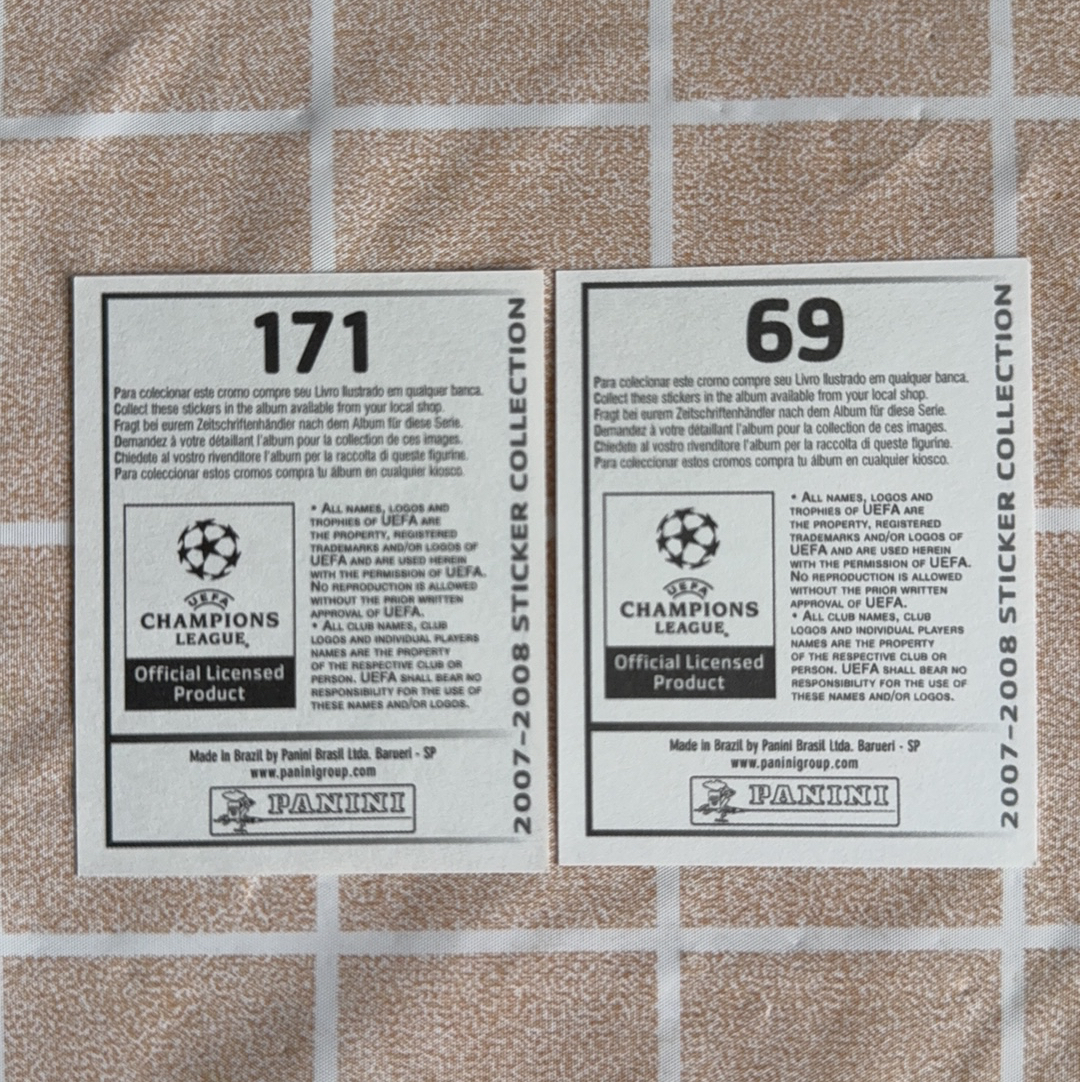 171
Para colecionar este cromo compre seu Livro Ilustrado em qualquer banca.
Collect these stickers in the album available from your local shop.
Fragt bei eurem Zeitschriftenhändler nach dem Album für diese Serie.
Demandez à votre détaillant l'album pour la collection de ces images.
Chiedete al vostro rivenditore l'album per la raccolta di queste figurine.
Para coleccionar estos cromos compra tu álbum en cualquier kiosco.
UEFA
CHAMPIONS
LEAGUE
Official Licensed
Product
• ALL NAMES, LOGOS AND
TROPHIES OF UEFA ARE
THE PROPERTY, REGISTERED
TRADEMARKS AND/OR LOGOS OF
UEFA AND ARE USED HEREIN
WITH THE PERMISSION OF UEFA.
NO REPRODUCTION IS ALLOWED
WITHOUT THE PRIOR WRITTEN
APPROVAL OF UEFA.
• ALL CLUB NAMES, CLUB
LOGOS AND INDIVIDUAL PLAYERS
NAMES ARE THE PROPERTY
OF THE RESPECTIVE CLUB OR
PERSON. UEFA SHALL BEAR NO
RESPONSIBILITY FOR THE USE OF
THESE NAMES AND/OR LOGOS.
Made in Brazil by Panini Brasil Ltda. Barueri - SP
www.paninigroup.com
PANINI
2007-2008 STICKER COLLECTION
69
Para colecionar este cromo compre seu Livro Ilustrado em qualquer banca.
Collect these stickers in the album available from your local shop.
Fragt bei eurem Zeitschriftenhändler nach dem Album für diese Serie.
Demandez à votre détaillant l'album pour la collection de ces images.
Chiedete al vostro rivenditore l'album per la raccolta di queste figurine.
Para coleccionar estos cromos compra tu álbum en cualquier kiosco.
UEFA
CHAMPIONS
LEAGUE
Official Licensed
Product
• ALL NAMES, LOGOS AND
TROPHIES OF UEFA ARE
THE PROPERTY, REGISTERED
TRADEMARKS AND/OR LOGOS OF
UEFA AND ARE USED HEREIN
WITH THE PERMISSION OF UEFA.
NO REPRODUCTION IS ALLOWED
WITHOUT THE PRIOR WRITTEN
APPROVAL OF UEFA.
• ALL CLUB NAMES, CLUB
LOGOS AND INDIVIDUAL PLAYERS
NAMES ARE THE PROPERTY
OF THE RESPECTIVE CLUB OR
PERSON. UEFA SHALL BEAR NO
RESPONSIBILITY FOR THE USE OF
THESE NAMES AND/OR LOGOS.
Made in Brazil by Panini Brasil Ltda. Barueri - SP
www.paninigroup.com
PANINI
2007-2008 STICKER COLLECTION